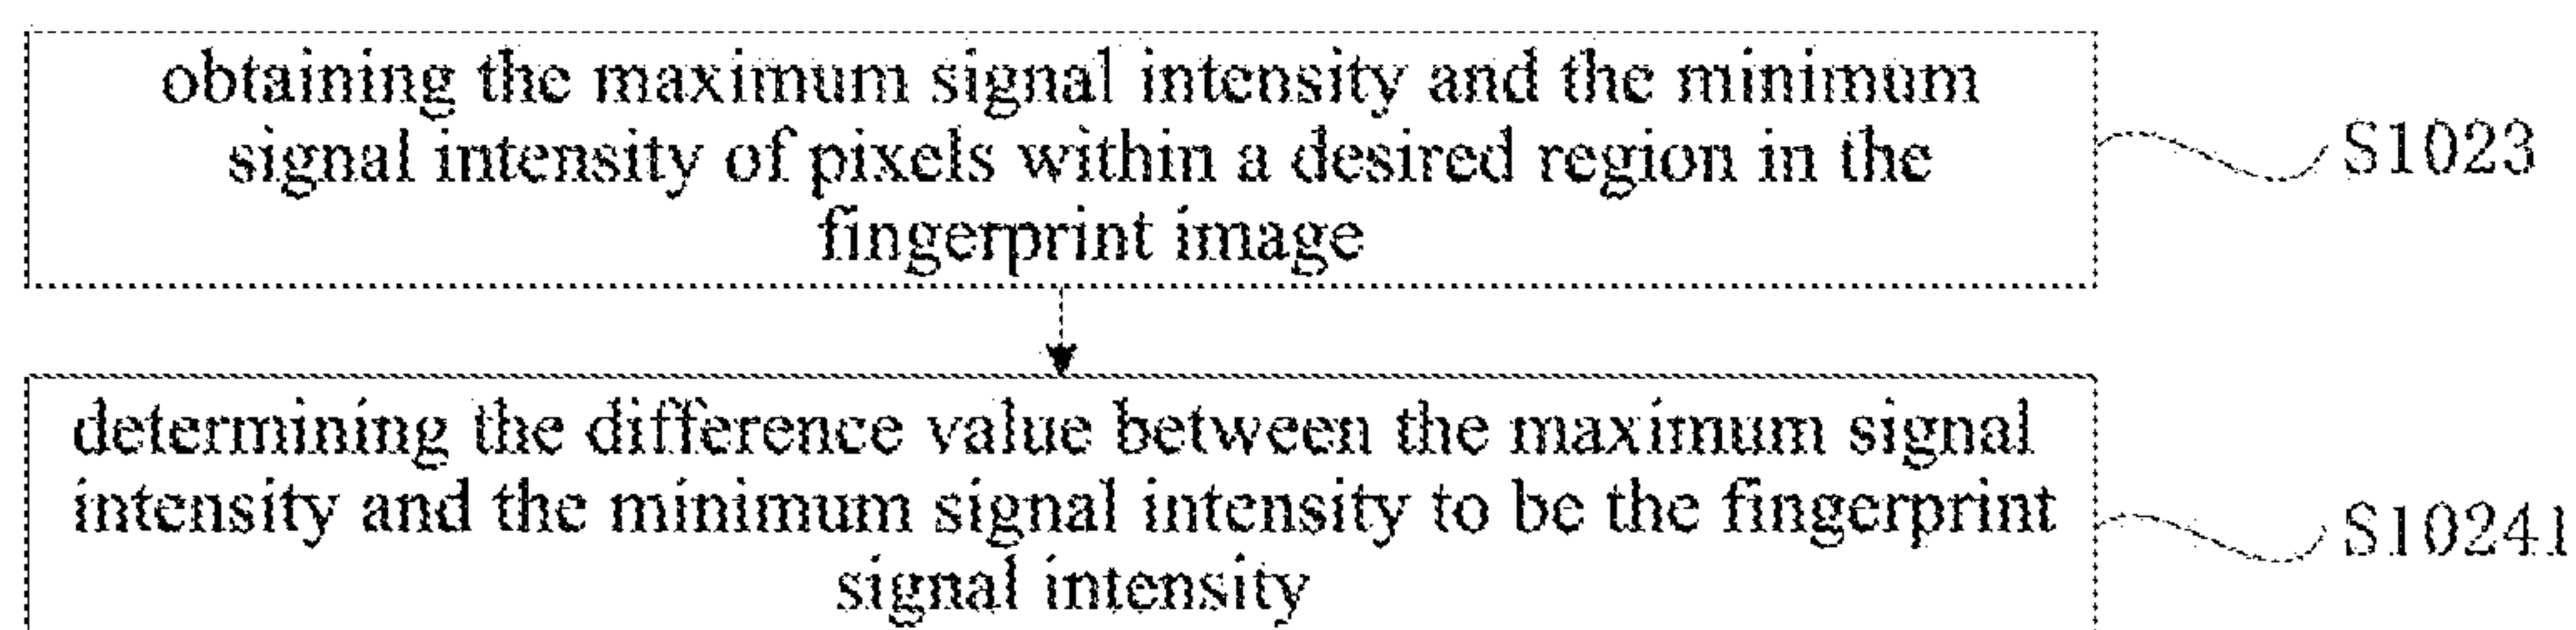 obtaining the maximum signal intensity and the minimum
signal intensity of pixels within a desired region in the
fingerprint image
S1023
determining the difference value between the maximum signal
intensity and the minimum signal intensity to be the fingerprint
signal intensity
S10241